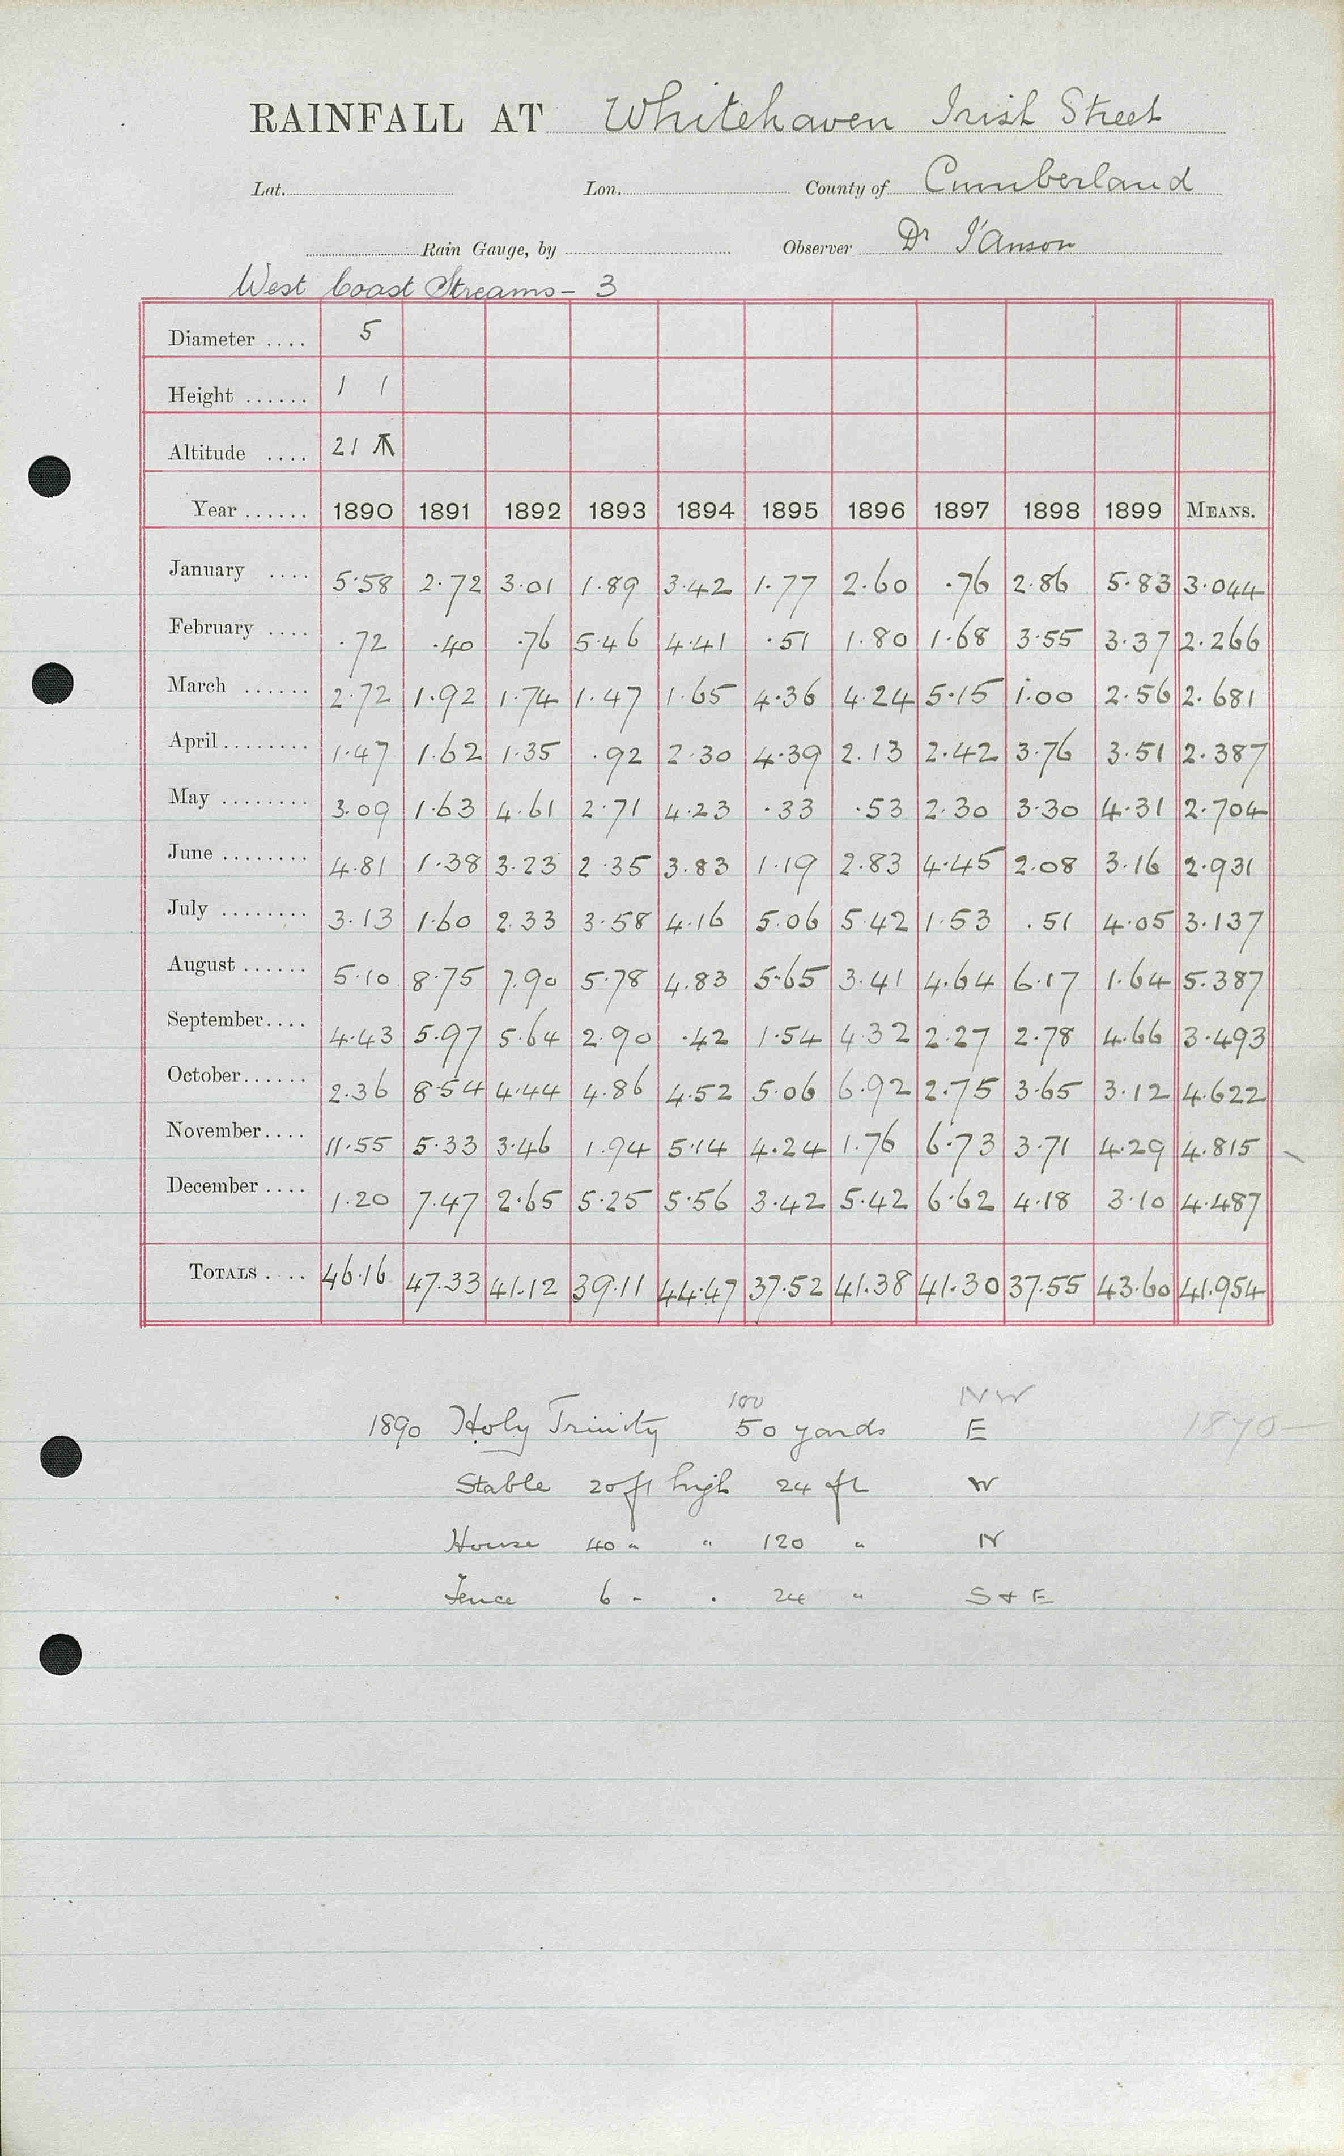 RAINFALL AT Whitehaven Irish Street
Lat. Lon. County of Cumberland
Rain Gauge, by Observer Dr I'Anson
West Coast Streams - 3
Diameter .... 5
Height ...... 1 1
Altitude .... 21
Year ...... 1890 1891 1892 1893 1894 1895 1896 1897 1898 1899 MEANS.
January .... 5.58 2.72 3.01 1.89 3.42 1.77 2.60 .76 2.86 5.83 3.044
February .... .72 .40 .76 5.46 4.41 .51 1.80 1.68 3.55 3.37 2.266
March ...... 2.72 1.92 1.74 1.47 1.65 4.36 4.24 5.15 1.00 2.56 2.681
April ........ 1.47 1.62 1.35 .92 2.30 4.39 2.13 2.42 3.76 3.51 2.387
May ........ 3.09 1.63 4.61 2.71 4.23 .33 .53 2.30 3.30 4.31 2.704
June ........ 4.81 1.38 3.23 2.35 3.83 1.19 2.83 4.45 2.08 3.16 2.931
July ........ 3.13 1.60 2.33 3.58 4.16 5.06 5.42 1.53 .51 4.05 3.137
August ...... 5.10 8.75 7.90 5.78 4.83 5.65 3.41 4.64 6.17 1.64 5.387
September .... 4.43 5.97 5.64 2.90 .42 1.54 4.32 2.27 2.78 4.66 3.493
October ...... 2.36 8.54 4.44 4.86 4.52 5.06 6.92 2.75 3.65 3.12 4.622
November .... 11.55 5.33 3.46 1.94 5.14 4.24 1.76 6.73 3.71 4.29 4.815
December .... 1.20 7.47 2.65 5.25 5.56 3.42 5.42 6.62 4.18 3.10 4.487
TOTALS .... 46.16 47.33 41.12 39.11 44.47 37.52 41.38 41.30 37.55 43.60 41.954
100 NW
1890 Holy Trinity 50 yards E 1870-
Stable 20 ft high 24 ft W
House 40 " " 120 " N
Fence 6 " " 24 " S & E